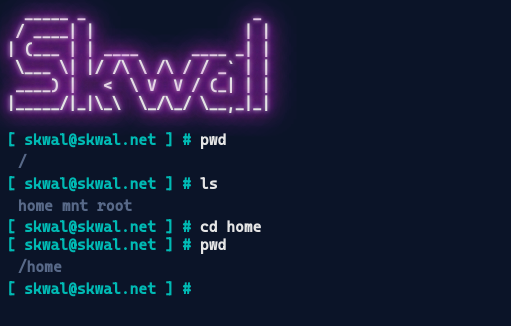 Skwal
[ skwal@skwal.net ] # pwd
/
[ skwal@skwal.net ] # ls
home mnt root
[ skwal@skwal.net ] # cd home
[ skwal@skwal.net ] # pwd
/home
[ skwal@skwal.net ] #